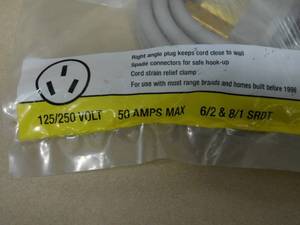 Right angle plug keeps cord close to wall
Spade connectors for safe hook-up
Cord strain relief clamp
For use with most range brands and homes built before 1996
125/250 VOLT 50 AMPS MAX 6/2 & 8/1 SRDT